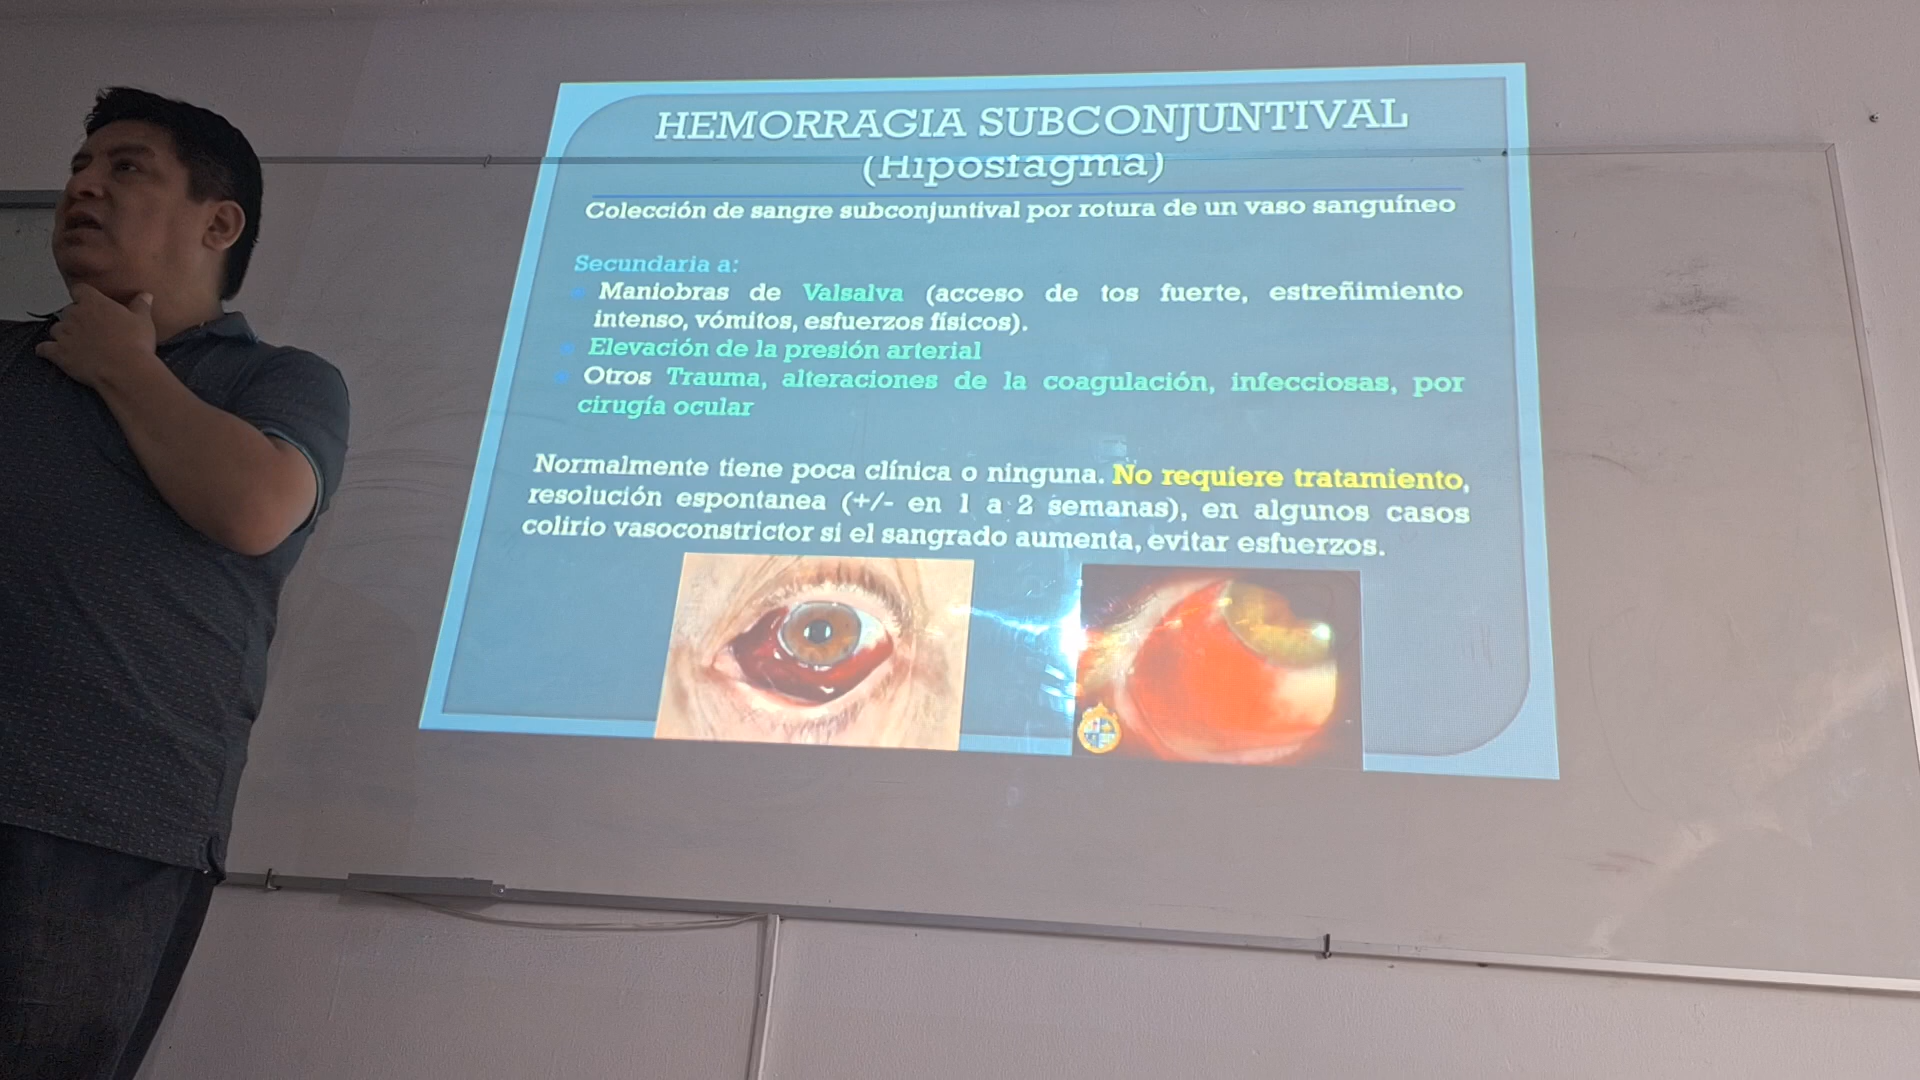 HEMORRAGIA SUBCONJUNTIVAL
(Hiposfagma)
Colección de sangre subconjuntival por rotura de un vaso sanguíneo
Secundaria a:
Maniobras de Valsalva (acceso de tos fuerte, estreñimiento
intenso, vómitos, esfuerzos físicos).
Elevación de la presión arterial
Otros Trauma, alteraciones de la coagulación, infecciosas, por
cirugía ocular
Normalmente tiene poca clínica o ninguna. No requiere tratamiento,
resolución espontanea (+/- en 1 a 2 semanas), en algunos casos
colirio vasoconstrictor si el sangrado aumenta, evitar esfuerzos.